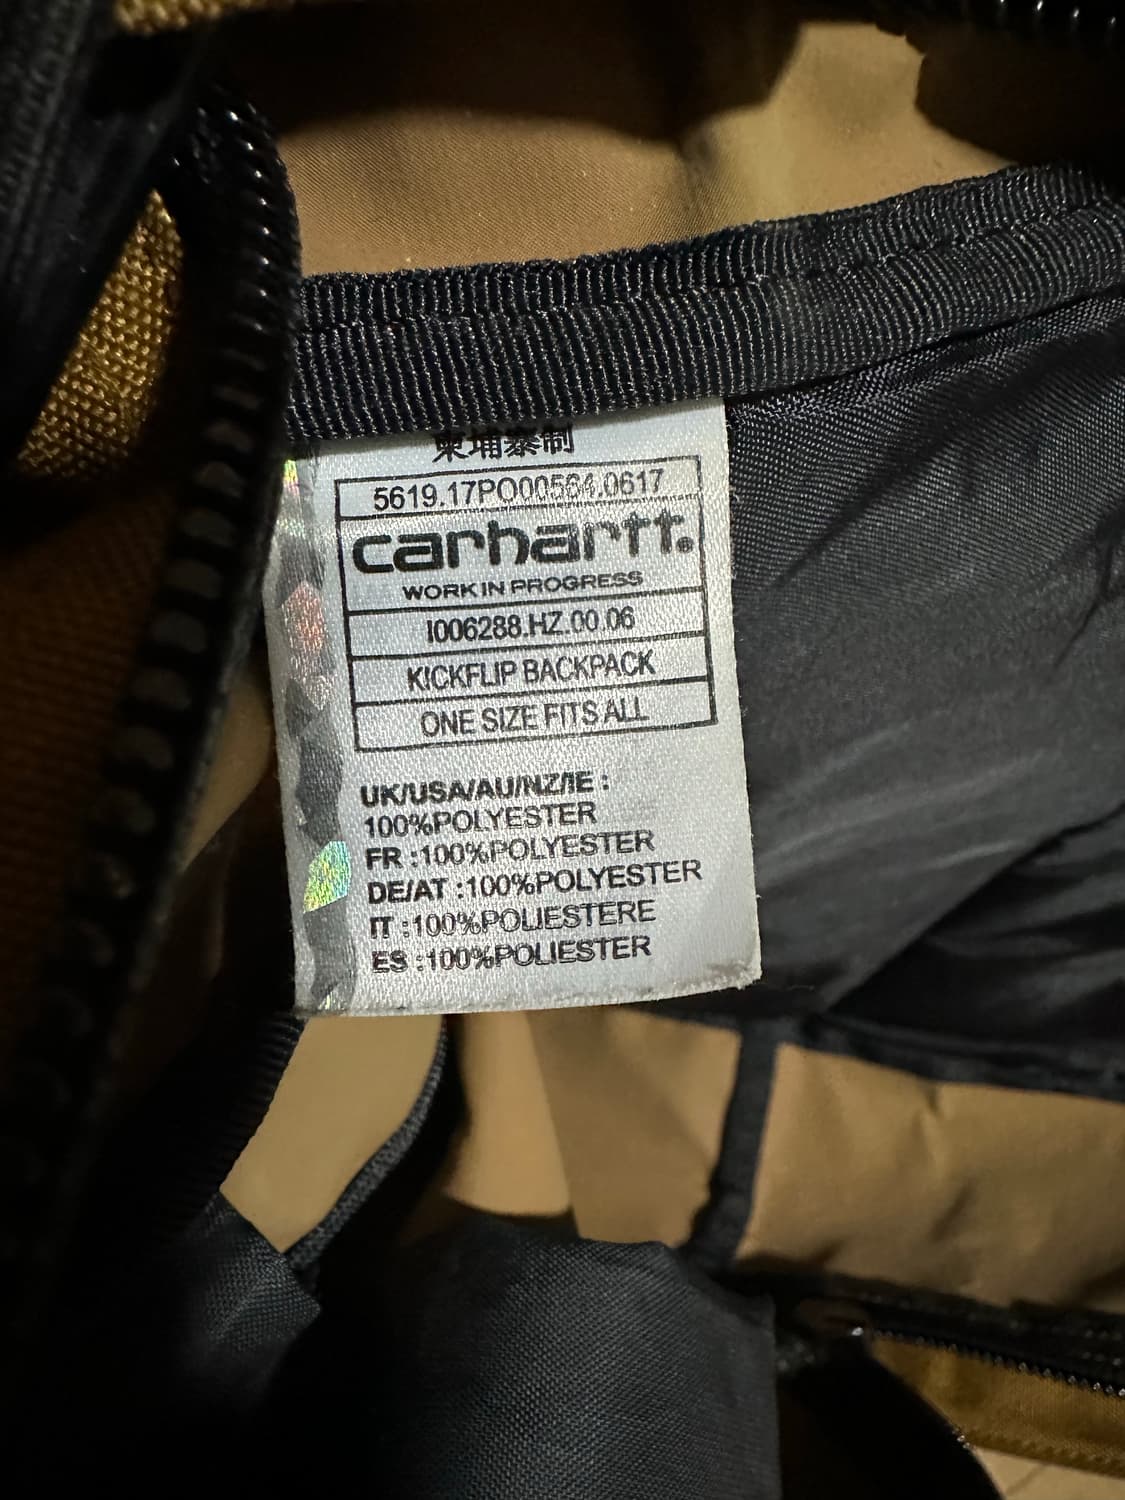 柬埔寨制
5619.17PO00564.0617
carhartt.
WORK IN PROGRESS
I006288.HZ.00.06
KICKFLIP BACKPACK
ONE SIZE FITS ALL
UK/USA/AU/NZ/IE :
100%POLYESTER
FR :100%POLYESTER
DE/AT :100%POLYESTER
IT :100%POLIESTERE
ES :100%POLIESTER